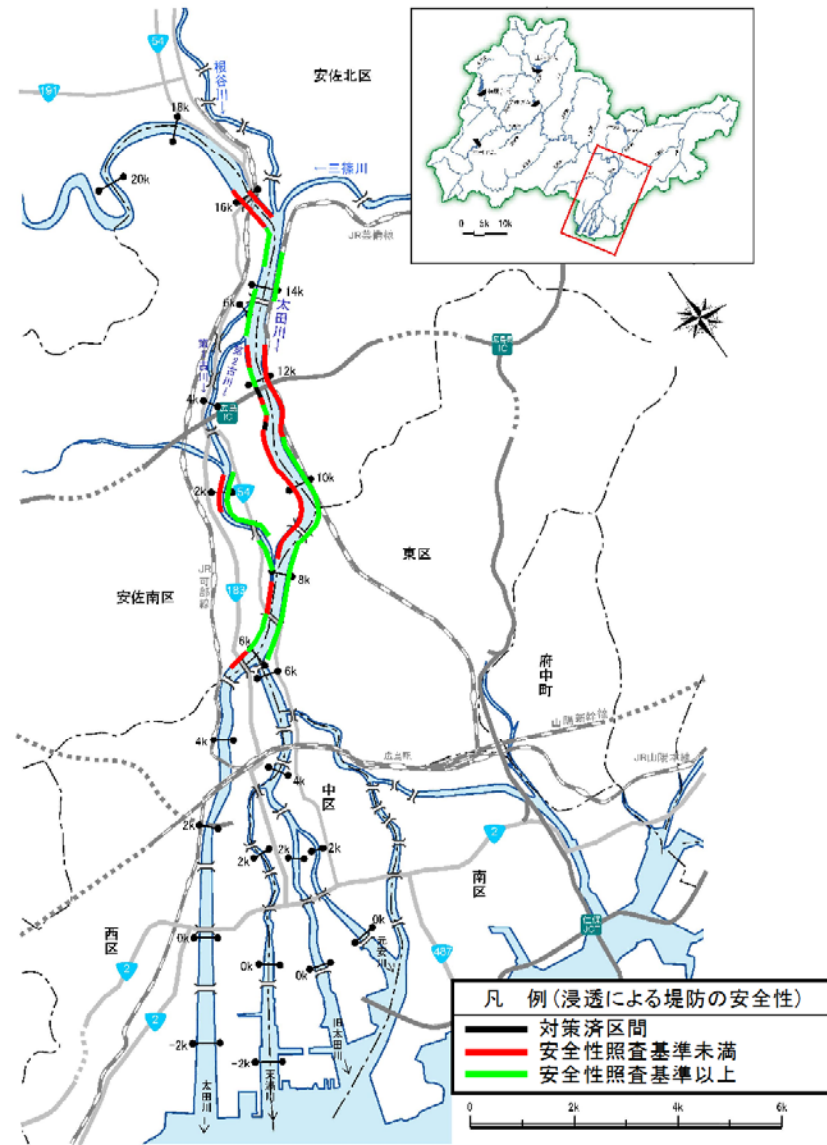 54
安佐北区
191
根谷川
18k
20k
←三篠川
16k
0 5k 10k
JR芸備線
14k
6k
太田川
12k
4k
10k
2k
54
東区
JR可部線
183
8k
安佐南区
6k
6k
府中町
山陽新幹線
広島駅
4k
JR山陽本線
4k
中区
2k
2
2k
2k
2k
南区
西区
0k
0k
元安川
2
0k
0k
487
2
旧太田川
-2k
-2k
太田川
天満川
凡 例(浸透による堤防の安全性)
対策済区間
安全性照査基準未満
安全性照査基準以上
0 2k 4k 6k